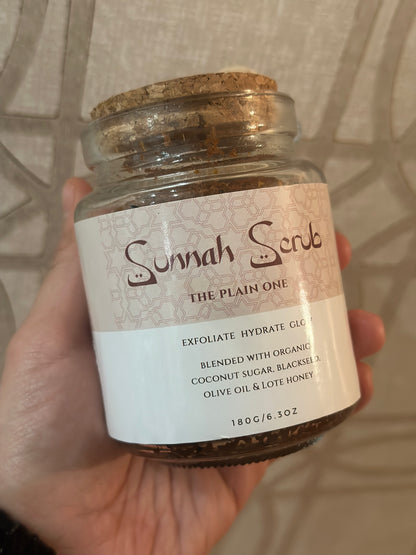 Sunnah Scrub
THE PLAIN ONE
EXFOLIATE HYDRATE GLOW
BLENDED WITH ORGANIC
COCONUT SUGAR, BLACKSEED,
OLIVE OIL & LOTE HONEY
180G/6.3OZ